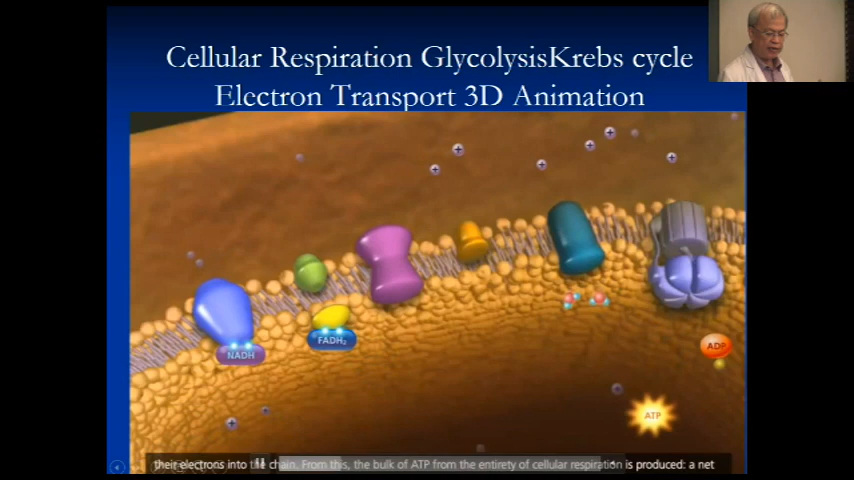 Cellular Respiration GlycolysisKrebs cycle
Electron Transport 3D Animation
NADH
FADH₂
ADP
ATP
their electrons into the chain. From this, the bulk of ATP from the entirety of cellular respiration is produced: a net